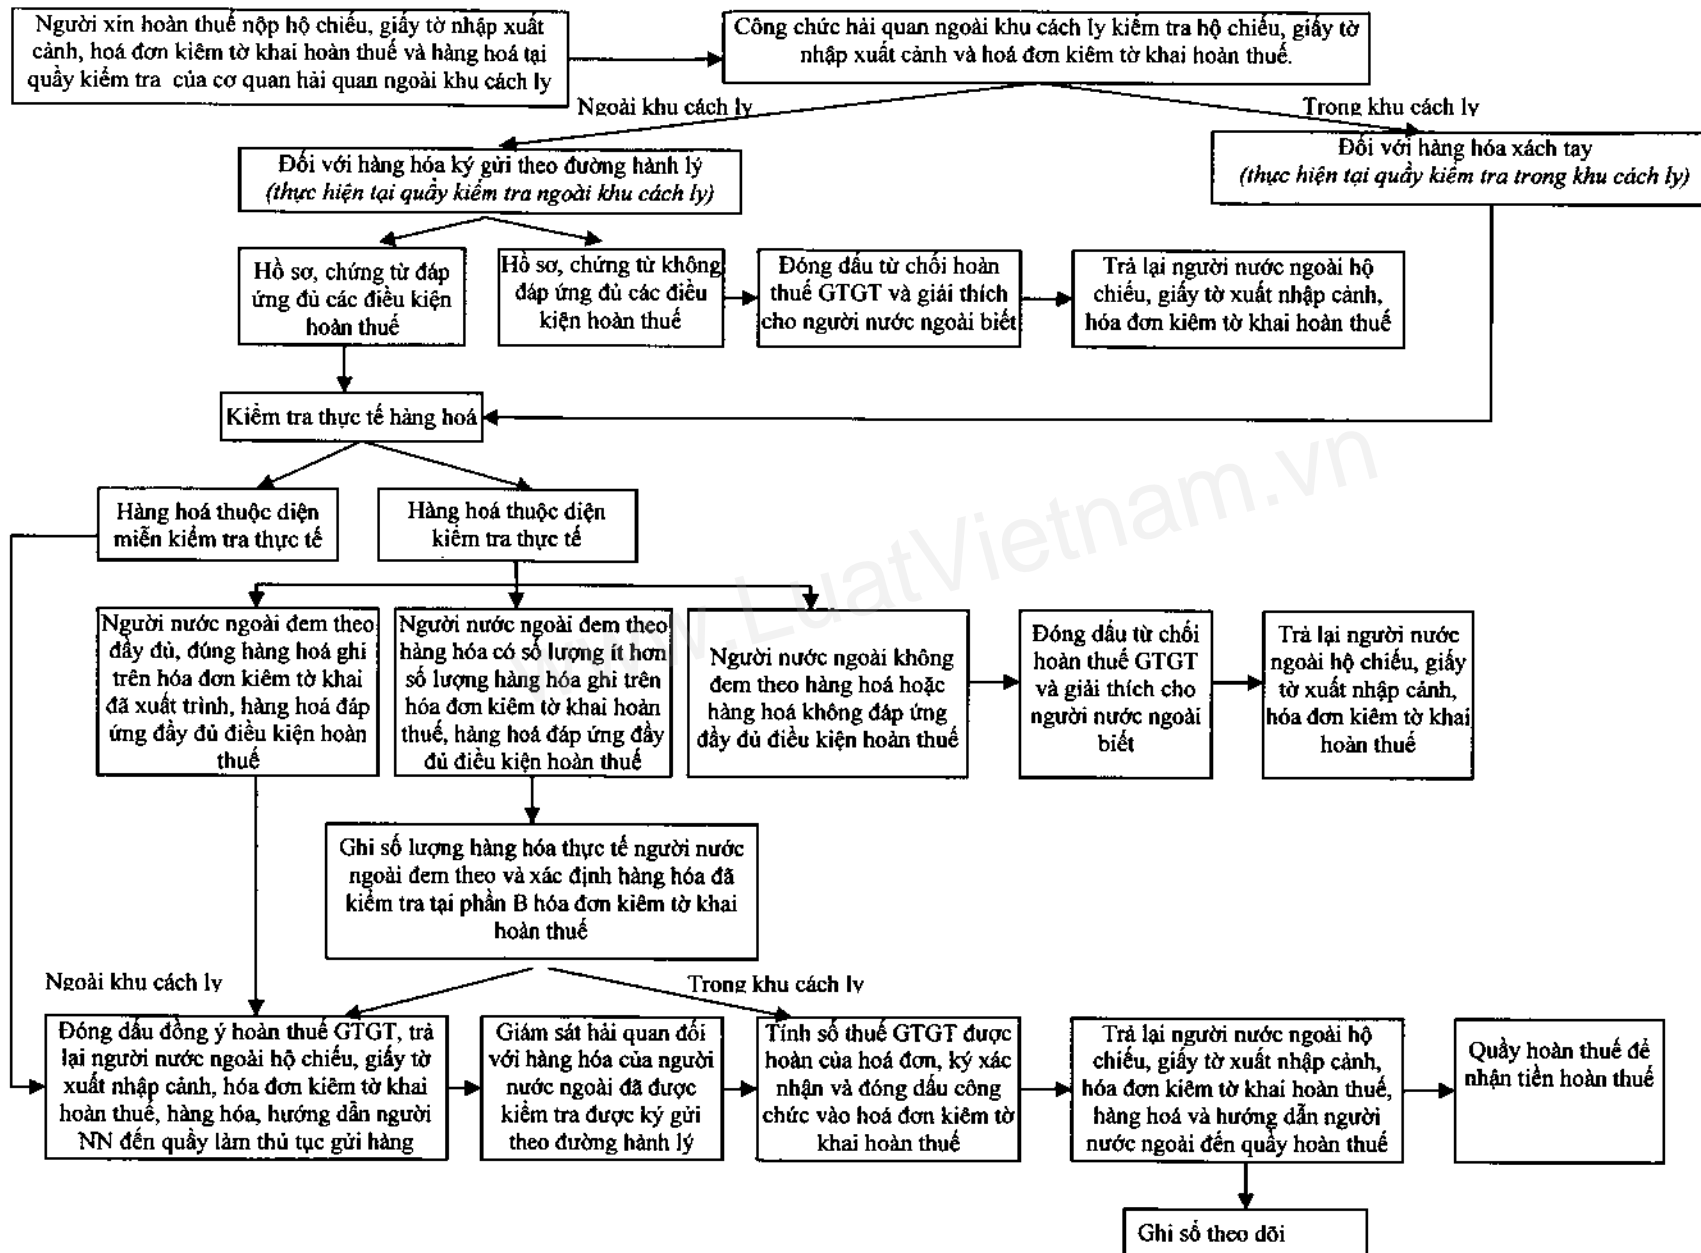 Người xin hoàn thuế nộp hộ chiếu, giấy tờ nhập xuất
cảnh, hoá đơn kiêm tờ khai hoàn thuế và hàng hoá tại
quầy kiểm tra của cơ quan hải quan ngoài khu cách ly
Công chức hải quan ngoài khu cách ly kiểm tra hộ chiếu, giấy tờ
nhập xuất cảnh và hoá đơn kiêm tờ khai hoàn thuế.
Ngoài khu cách ly
Trong khu cách ly
Đối với hàng hóa ký gửi theo đường hành lý
(thực hiện tại quầy kiểm tra ngoài khu cách ly)
Đối với hàng hóa xách tay
(thực hiện tại quầy kiểm tra trong khu cách ly)
Hồ sơ, chứng từ đáp
ứng đủ các điều kiện
hoàn thuế
Hồ sơ, chứng từ không
đáp ứng đủ các điều
kiện hoàn thuế
Đóng dấu từ chối hoàn
thuế GTGT và giải thích
cho người nước ngoài biết
Trả lại người nước ngoài hộ
chiếu, giấy tờ xuất nhập cảnh,
hóa đơn kiêm tờ khai hoàn thuế
Kiểm tra thực tế hàng hoá
Hàng hoá thuộc diện
miễn kiểm tra thực tế
Hàng hoá thuộc diện
kiểm tra thực tế
Người nước ngoài đem theo
đầy đủ, đúng hàng hoá ghi
trên hóa đơn kiêm tờ khai
đã xuất trình, hàng hoá đáp
ứng đầy đủ điều kiện hoàn
thuế
Người nước ngoài đem theo
hàng hóa có số lượng ít hơn
số lượng hàng hóa ghi trên
hóa đơn kiêm tờ khai hoàn
thuế, hàng hoá đáp ứng đầy
đủ điều kiện hoàn thuế
Người nước ngoài không
đem theo hàng hoá hoặc
hàng hoá không đáp ứng
đầy đủ điều kiện hoàn thuế
Đóng dấu từ chối
hoàn thuế GTGT
và giải thích cho
người nước ngoài
biết
Trả lại người nước
ngoài hộ chiếu, giấy
tờ xuất nhập cảnh,
hóa đơn kiêm tờ khai
hoàn thuế
Ghi số lượng hàng hóa thực tế người nước
ngoài đem theo và xác định hàng hóa đã
kiểm tra tại phần B hóa đơn kiêm tờ khai
hoàn thuế
Ngoài khu cách ly
Trong khu cách ly
Đóng dấu đồng ý hoàn thuế GTGT, trả
lại người nước ngoài hộ chiếu, giấy tờ
xuất nhập cảnh, hóa đơn kiêm tờ khai
hoàn thuế, hàng hóa, hướng dẫn người
NN đến quầy làm thủ tục gửi hàng
Giám sát hải quan đối
với hàng hóa của người
nước ngoài đã được
kiểm tra được ký gửi
theo đường hành lý
Tính số thuế GTGT được
hoàn của hoá đơn, ký xác
nhận và đóng dấu công
chức vào hoá đơn kiêm tờ
khai hoàn thuế
Trả lại người nước ngoài hộ
chiếu, giấy tờ xuất nhập cảnh,
hóa đơn kiêm tờ khai hoàn thuế,
hàng hoá và hướng dẫn người
nước ngoài đến quầy hoàn thuế
Quầy hoàn thuế để
nhận tiền hoàn thuế
Ghi sổ theo dõi
www.LuatVietnam.vn